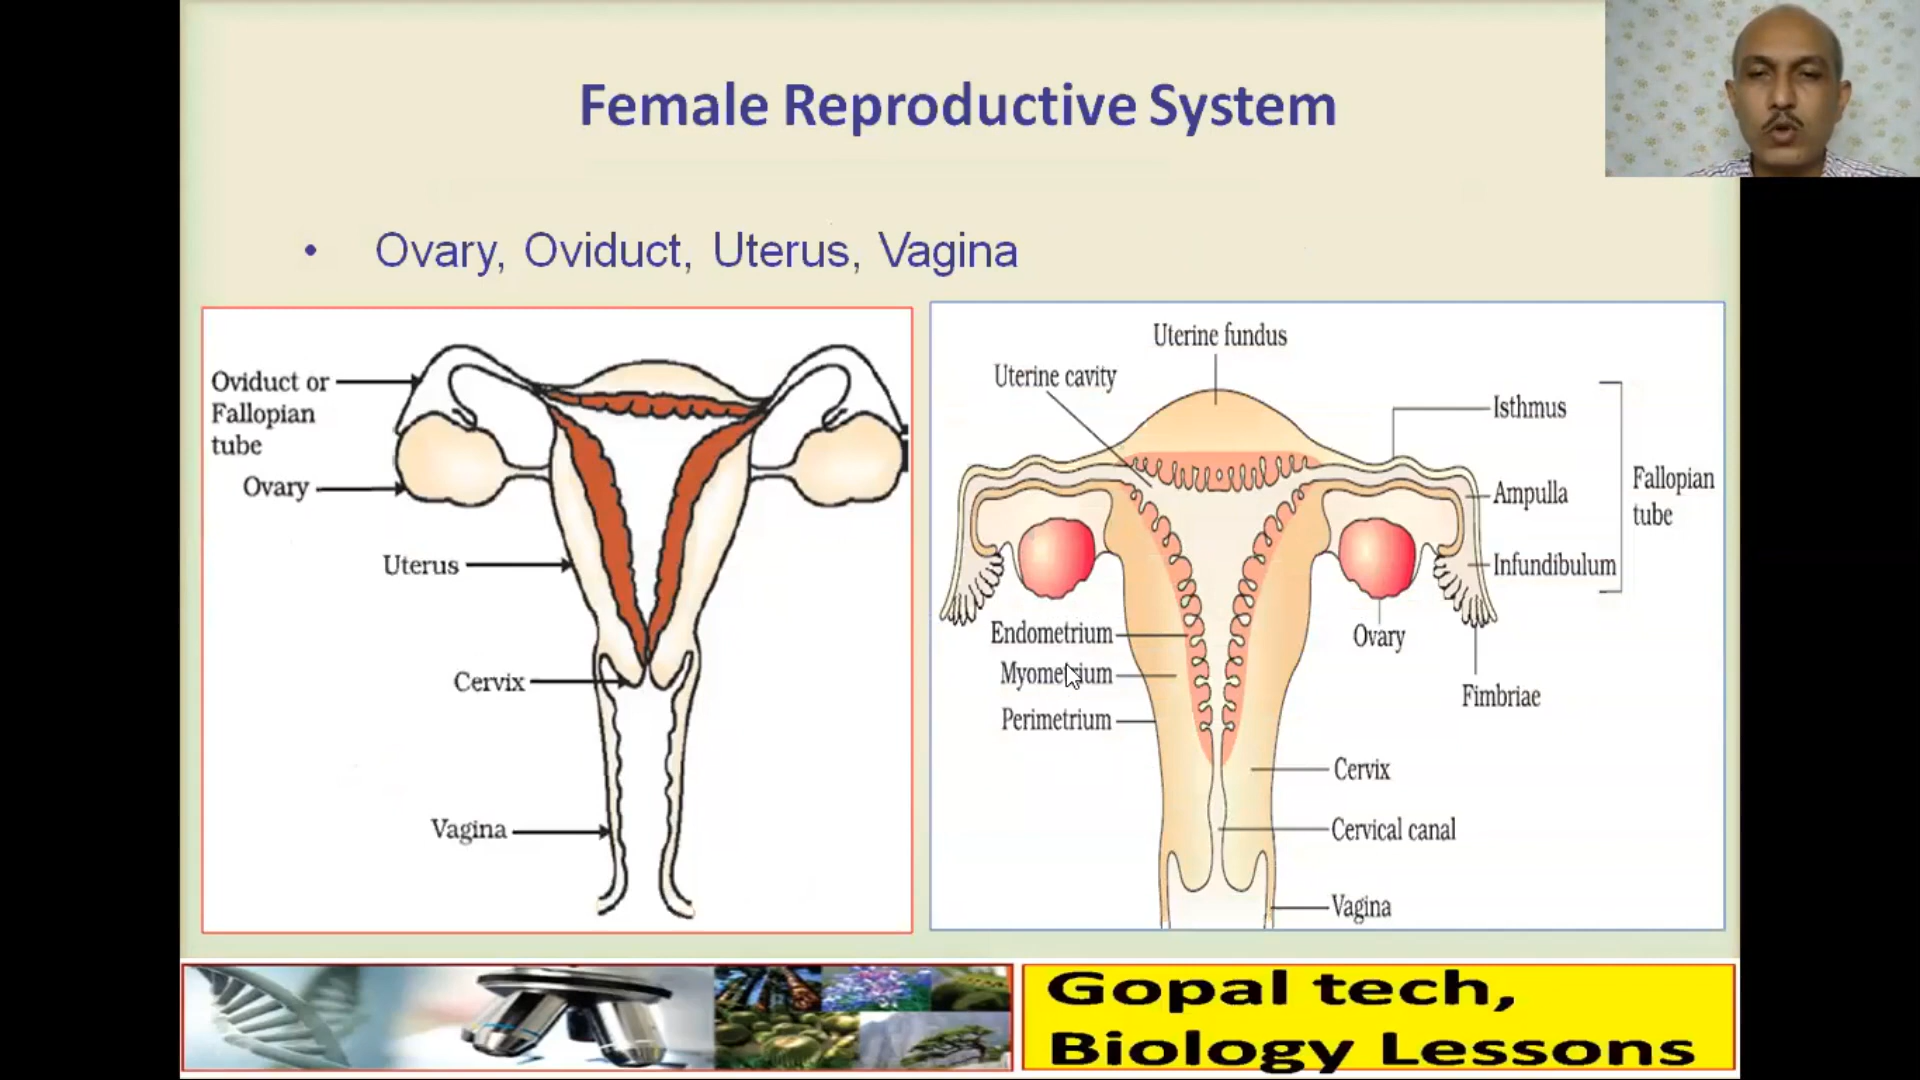 Female Reproductive System
• Ovary, Oviduct, Uterus, Vagina
Oviduct or
Fallopian
tube
Ovary
Uterus
Cervix
Vagina
Uterine fundus
Uterine cavity
Isthmus
Ampulla
Infundibulum
Fallopian
tube
Ovary
Fimbriae
Endometrium
Myometrium
Perimetrium
Cervix
Cervical canal
Vagina
Gopal tech,
Biology Lessons